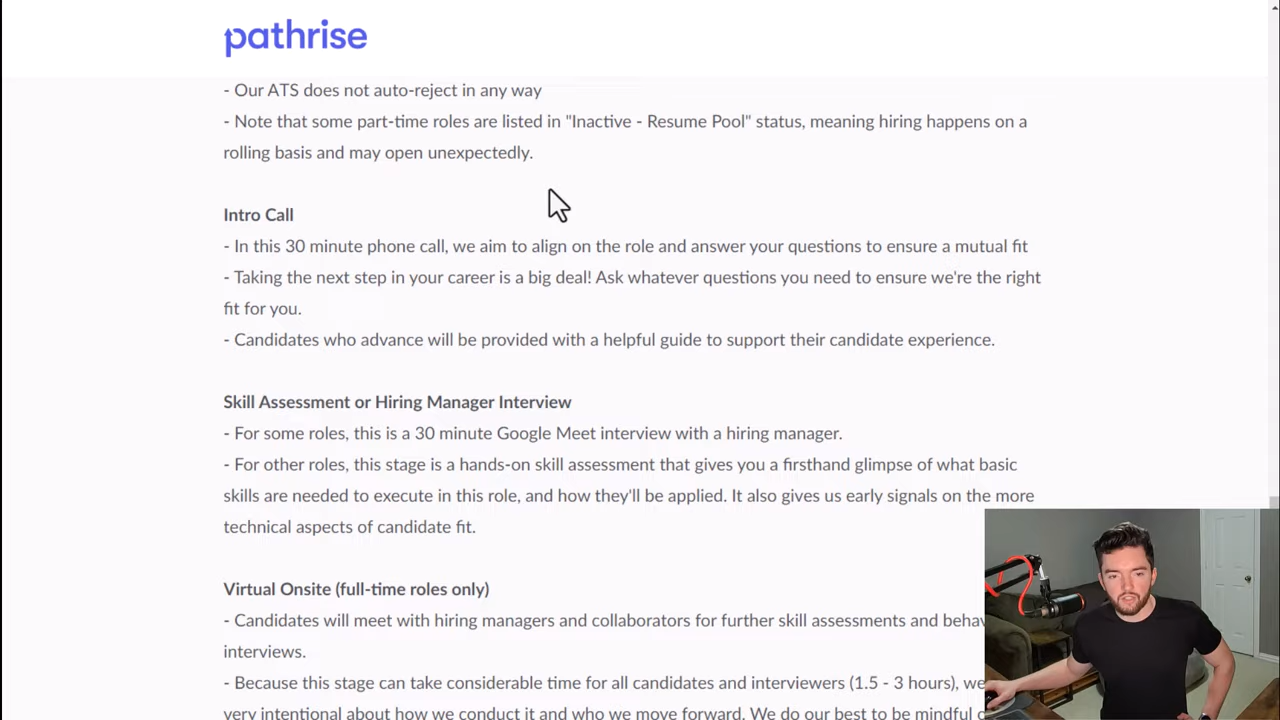 pathrise
- Our ATS does not auto-reject in any way
- Note that some part-time roles are listed in "Inactive - Resume Pool" status, meaning hiring happens on a
rolling basis and may open unexpectedly.
Intro Call
- In this 30 minute phone call, we aim to align on the role and answer your questions to ensure a mutual fit
- Taking the next step in your career is a big deal! Ask whatever questions you need to ensure we're the right
fit for you.
- Candidates who advance will be provided with a helpful guide to support their candidate experience.
Skill Assessment or Hiring Manager Interview
- For some roles, this is a 30 minute Google Meet interview with a hiring manager.
- For other roles, this stage is a hands-on skill assessment that gives you a firsthand glimpse of what basic
skills are needed to execute in this role, and how they'll be applied. It also gives us early signals on the more
technical aspects of candidate fit.
Virtual Onsite (full-time roles only)
- Candidates will meet with hiring managers and collaborators for further skill assessments and behav
interviews.
- Because this stage can take considerable time for all candidates and interviewers (1.5 - 3 hours), we
very intentional about how we conduct it and who we move forward. We do our best to be mindful